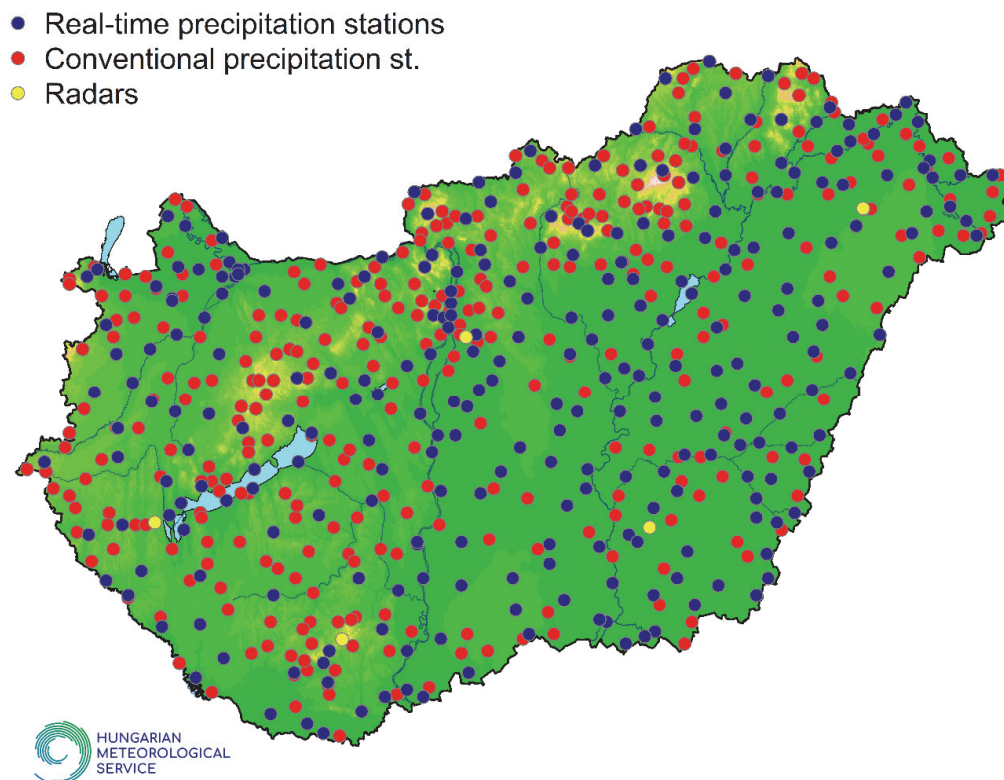 Real-time precipitation stations
Conventional precipitation st.
Radars
HUNGARIAN
METEOROLOGICAL
SERVICE